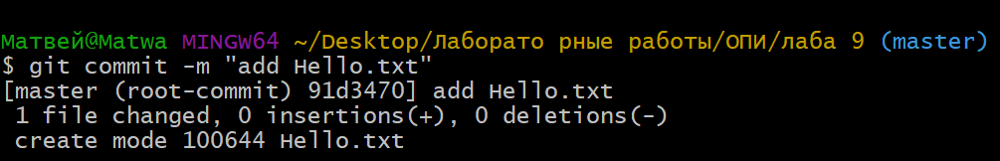 Матвей@Matwa MINGW64 ~/Desktop/Лаборато рные работы/ОПИ/лаба 9 (master)
$ git commit -m "add Hello.txt"
[master (root-commit) 91d3470] add Hello.txt
 1 file changed, 0 insertions(+), 0 deletions(-)
 create mode 100644 Hello.txt